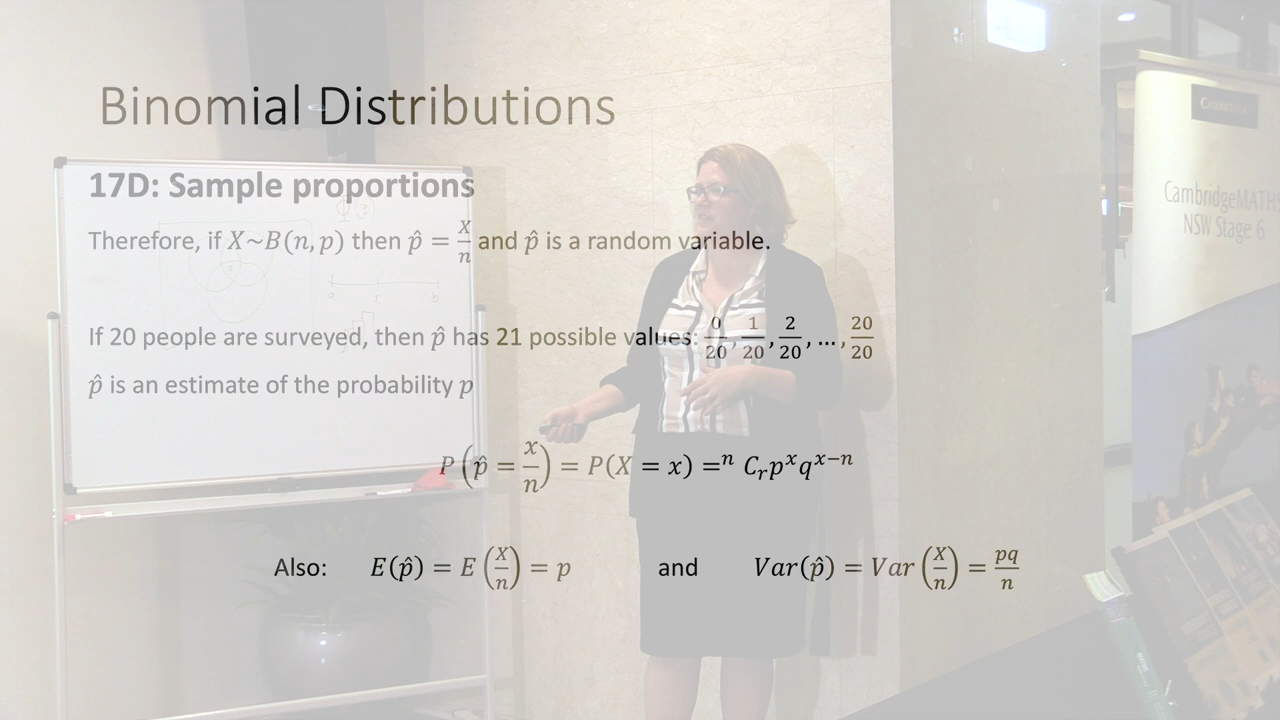 Binomial Distributions
17D: Sample proportions
Therefore, if X~B(n, p) then p̂ = X/n and p̂ is a random variable.
If 20 people are surveyed, then p̂ has 21 possible values: 0/20, 1/20, 2/20, …, 20/20
p̂ is an estimate of the probability p
P(p̂ = x/n) = P(X = x) =ⁿ Cᵣpˣqˣ⁻ⁿ
Also: E(p̂) = E(X/n) = p and Var(p̂) = Var(X/n) = pq/n
CAMBRIDGE
CambridgeMATHS
NSW Stage 6
a
b